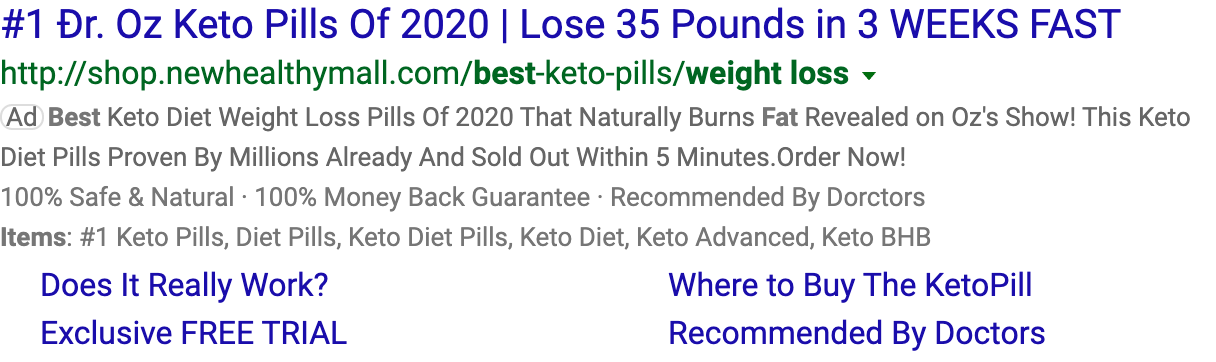 #1 Ðr. Oz Keto Pills Of 2020 | Lose 35 Pounds in 3 WEEKS FAST
http://shop.newhealthymall.com/best-keto-pills/weight loss
Ad Best Keto Diet Weight Loss Pills Of 2020 That Naturally Burns Fat Revealed on Oz's Show! This Keto
Diet Pills Proven By Millions Already And Sold Out Within 5 Minutes.Order Now!
100% Safe & Natural · 100% Money Back Guarantee · Recommended By Dorctors
Items: #1 Keto Pills, Diet Pills, Keto Diet Pills, Keto Diet, Keto Advanced, Keto BHB
Does It Really Work? Where to Buy The KetoPill
Exclusive FREE TRIAL Recommended By Doctors